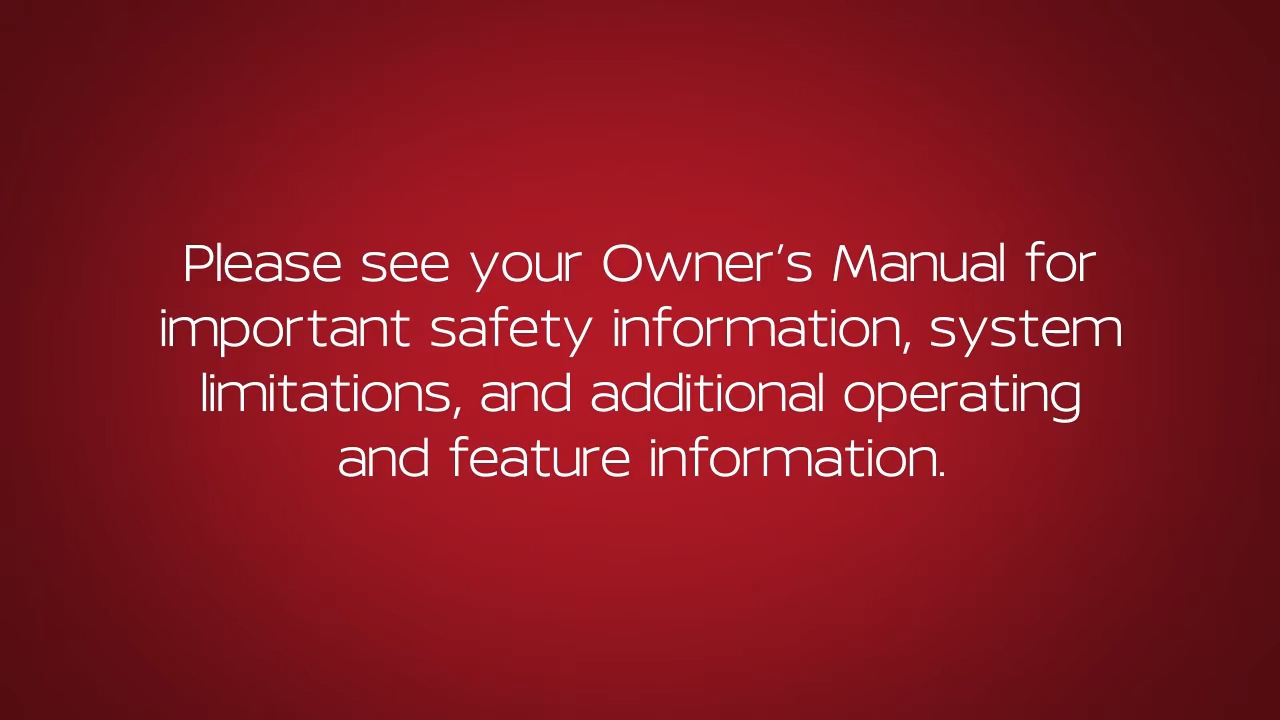 Please see your Owner’s Manual for
important safety information, system
limitations, and additional operating
and feature information.